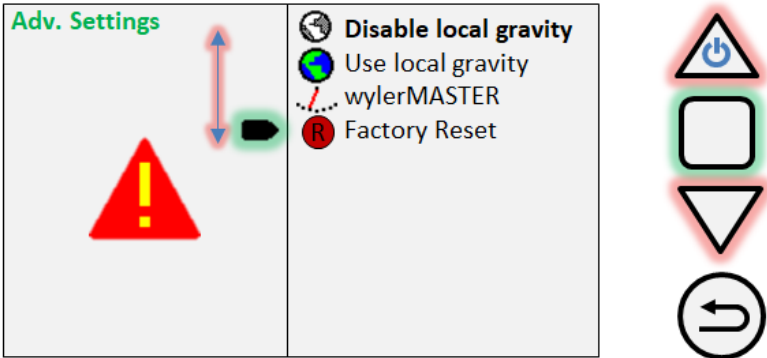 Adv. Settings
Disable local gravity
Use local gravity
wylerMASTER
R Factory Reset